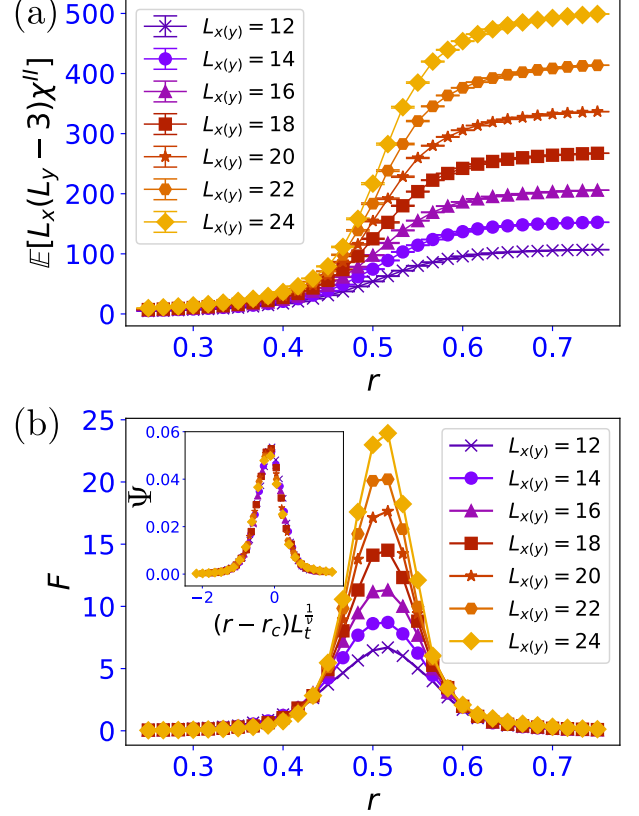 (a)
500
400
300
200
100
0
𝔼[L_{x(y)}(L_y − 3)χ^{II}]
L_{x(y)} = 12
L_{x(y)} = 14
L_{x(y)} = 16
L_{x(y)} = 18
L_{x(y)} = 20
L_{x(y)} = 22
L_{x(y)} = 24
0.3 0.4 0.5 0.6 0.7
r
(b)
25
20
15
10
5
0
F
0.06
0.04
0.02
0.00
Ψ
−2 0 2
(r − r_c)L_t^{1/ν̃}
L_{x(y)} = 12
L_{x(y)} = 14
L_{x(y)} = 16
L_{x(y)} = 18
L_{x(y)} = 20
L_{x(y)} = 22
L_{x(y)} = 24
0.3 0.4 0.5 0.6 0.7
r